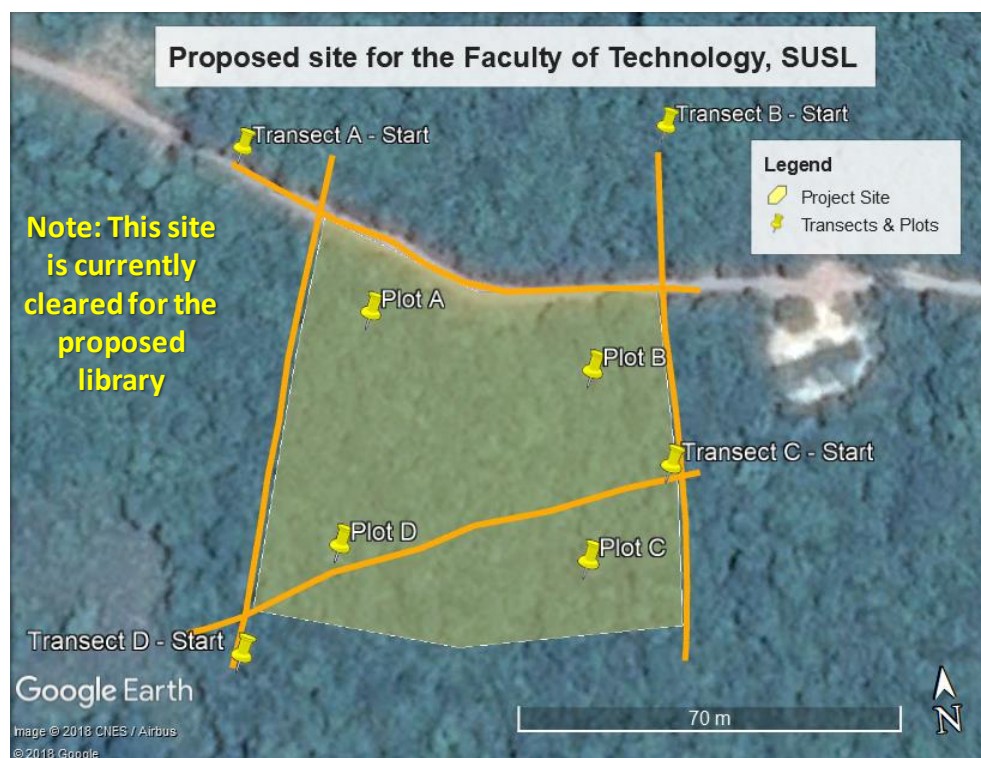 Proposed site for the Faculty of Technology, SUSL
Transect A - Start
Transect B - Start
Legend
Project Site
Transects & Plots
Note: This site
is currently
cleared for the
proposed
library
Plot A
Plot B
Transect C - Start
Plot D
Plot C
Transect D - Start
Google Earth
Image © 2018 CNES / Airbus
© 2018 Google
70 m
N